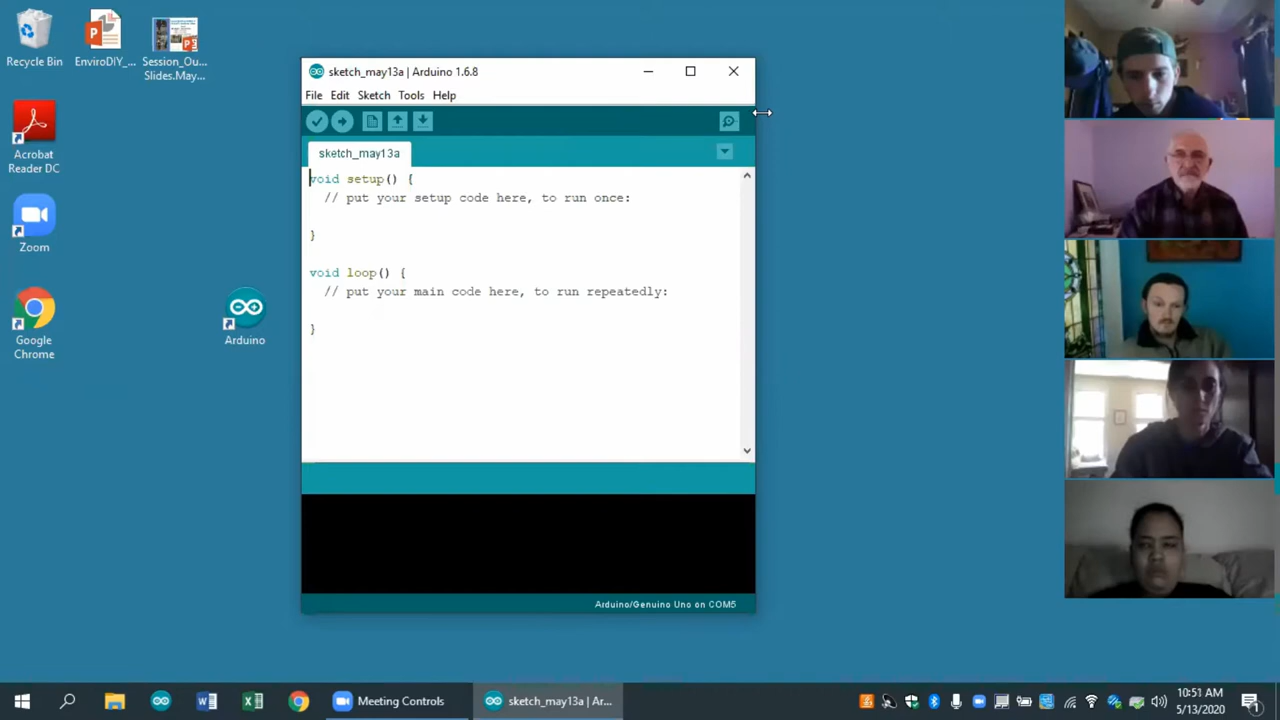 Recycle Bin
EnviroDIY_...
Session_Ou...
Slides.May...
Acrobat
Reader DC
Zoom
Google
Chrome
Arduino
sketch_may13a | Arduino 1.6.8
File Edit Sketch Tools Help
sketch_may13a
void setup() {
// put your setup code here, to run once:
}
void loop() {
// put your main code here, to run repeatedly:
}
Arduino/Genuino Uno on COM5
Meeting Controls
sketch_may13a | Ar...
10:51 AM
5/13/2020